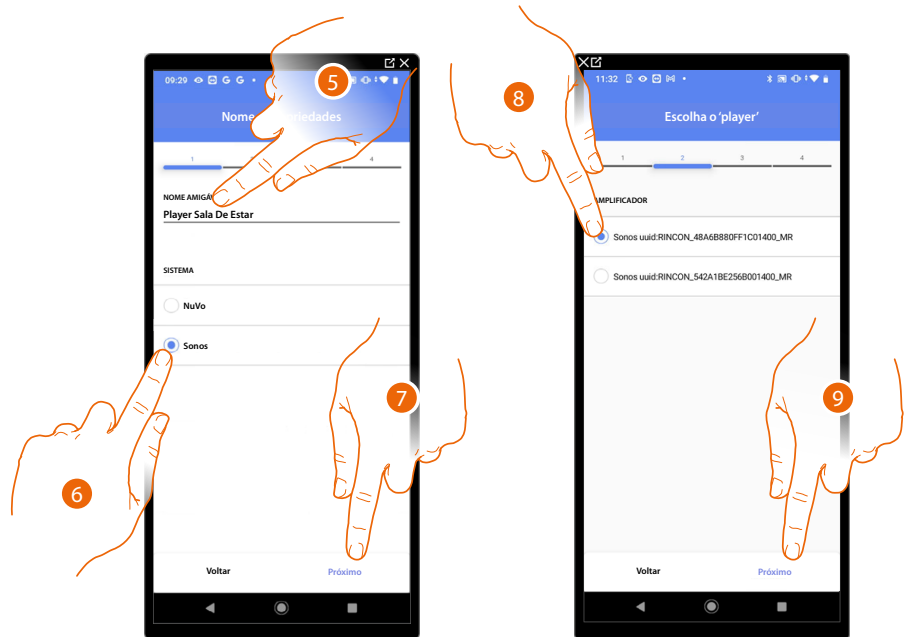 5
09:29 G G
Nome
1
4
NOME AMIGÁ
Player Sala De Estar
SISTEMA
NuVo
Sonos
7
6
Voltar
Próximo
8
11:32
Escolha o ‘player’
1
2
3
4
AMPLIFICADOR
Sonos uuid:RINCON_48A6B880FF1C01400_MR
Sonos uuid:RINCON_542A1BE256B001400_MR
9
Voltar
Próximo